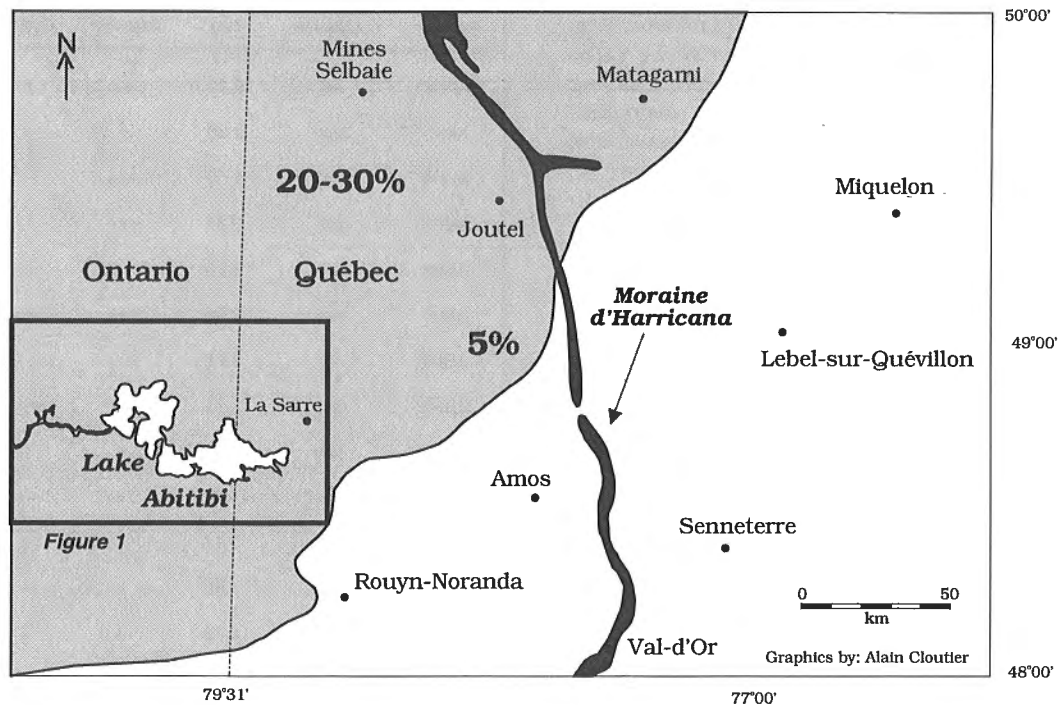 50°00'
N
Mines
Selbaie
Matagami
20-30%
Miquelon
Joutel
Ontario
Québec
Moraine
d'Harricana
5%
49°00'
Lebel-sur-Quévillon
La Sarre
Lake
Abitibi
Amos
Figure 1
Senneterre
Rouyn-Noranda
0 50
km
Val-d'Or
Graphics by: Alain Cloutier
48°00'
79°31'
77°00'